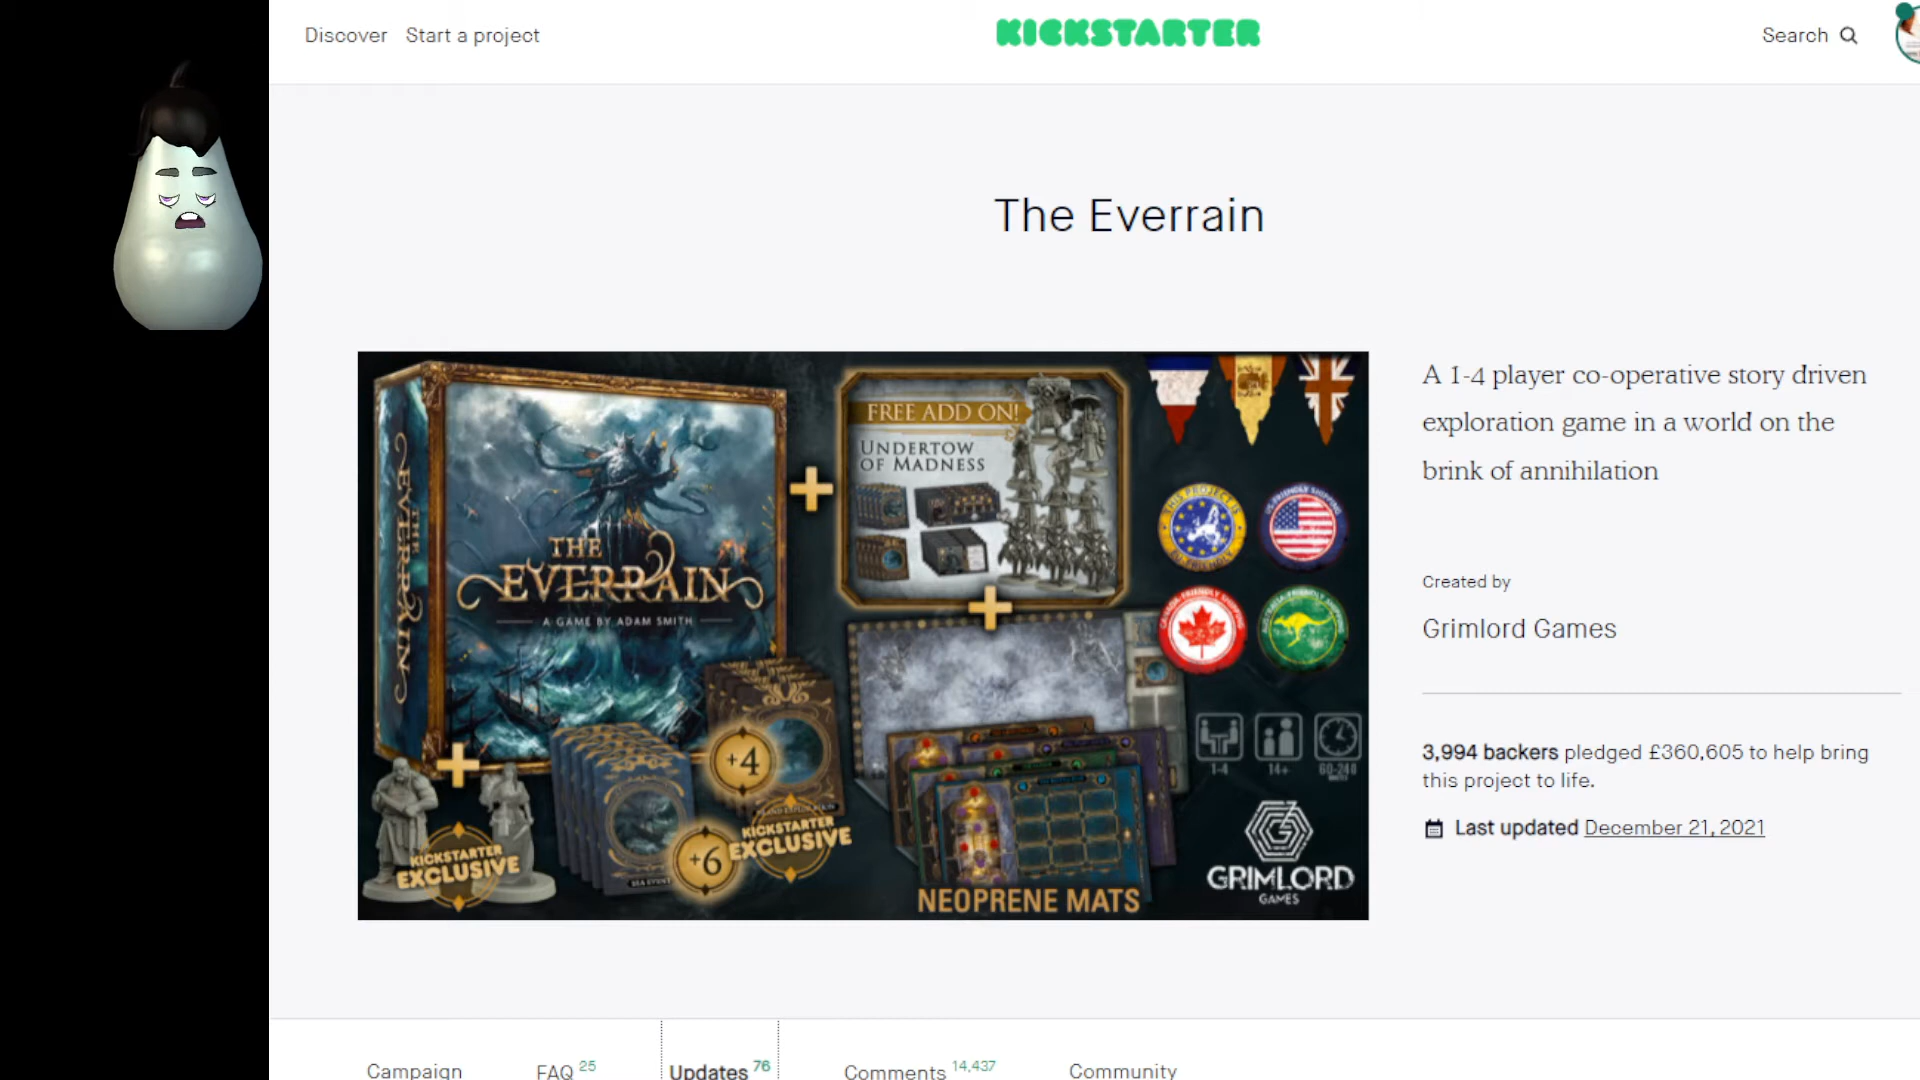 Discover Start a project
KICKSTARTER
Search
The Everrain
THE EVERRAIN
THE
EVERRAIN
A GAME BY ADAM SMITH
FREE ADD ON!
UNDERTOW
OF MADNESS
+4
+6
KICKSTARTER
EXCLUSIVE
KICKSTARTER
EXCLUSIVE
NEOPRENE MATS
1-4
14+
60-240
GRIMLORD
GAMES
A 1-4 player co-operative story driven
exploration game in a world on the
brink of annihilation
Created by
Grimlord Games
3,994 backers pledged £360,605 to help bring
this project to life.
Last updated December 21, 2021
Campaign FAQ 25 Updates 76 Comments 14,437 Community